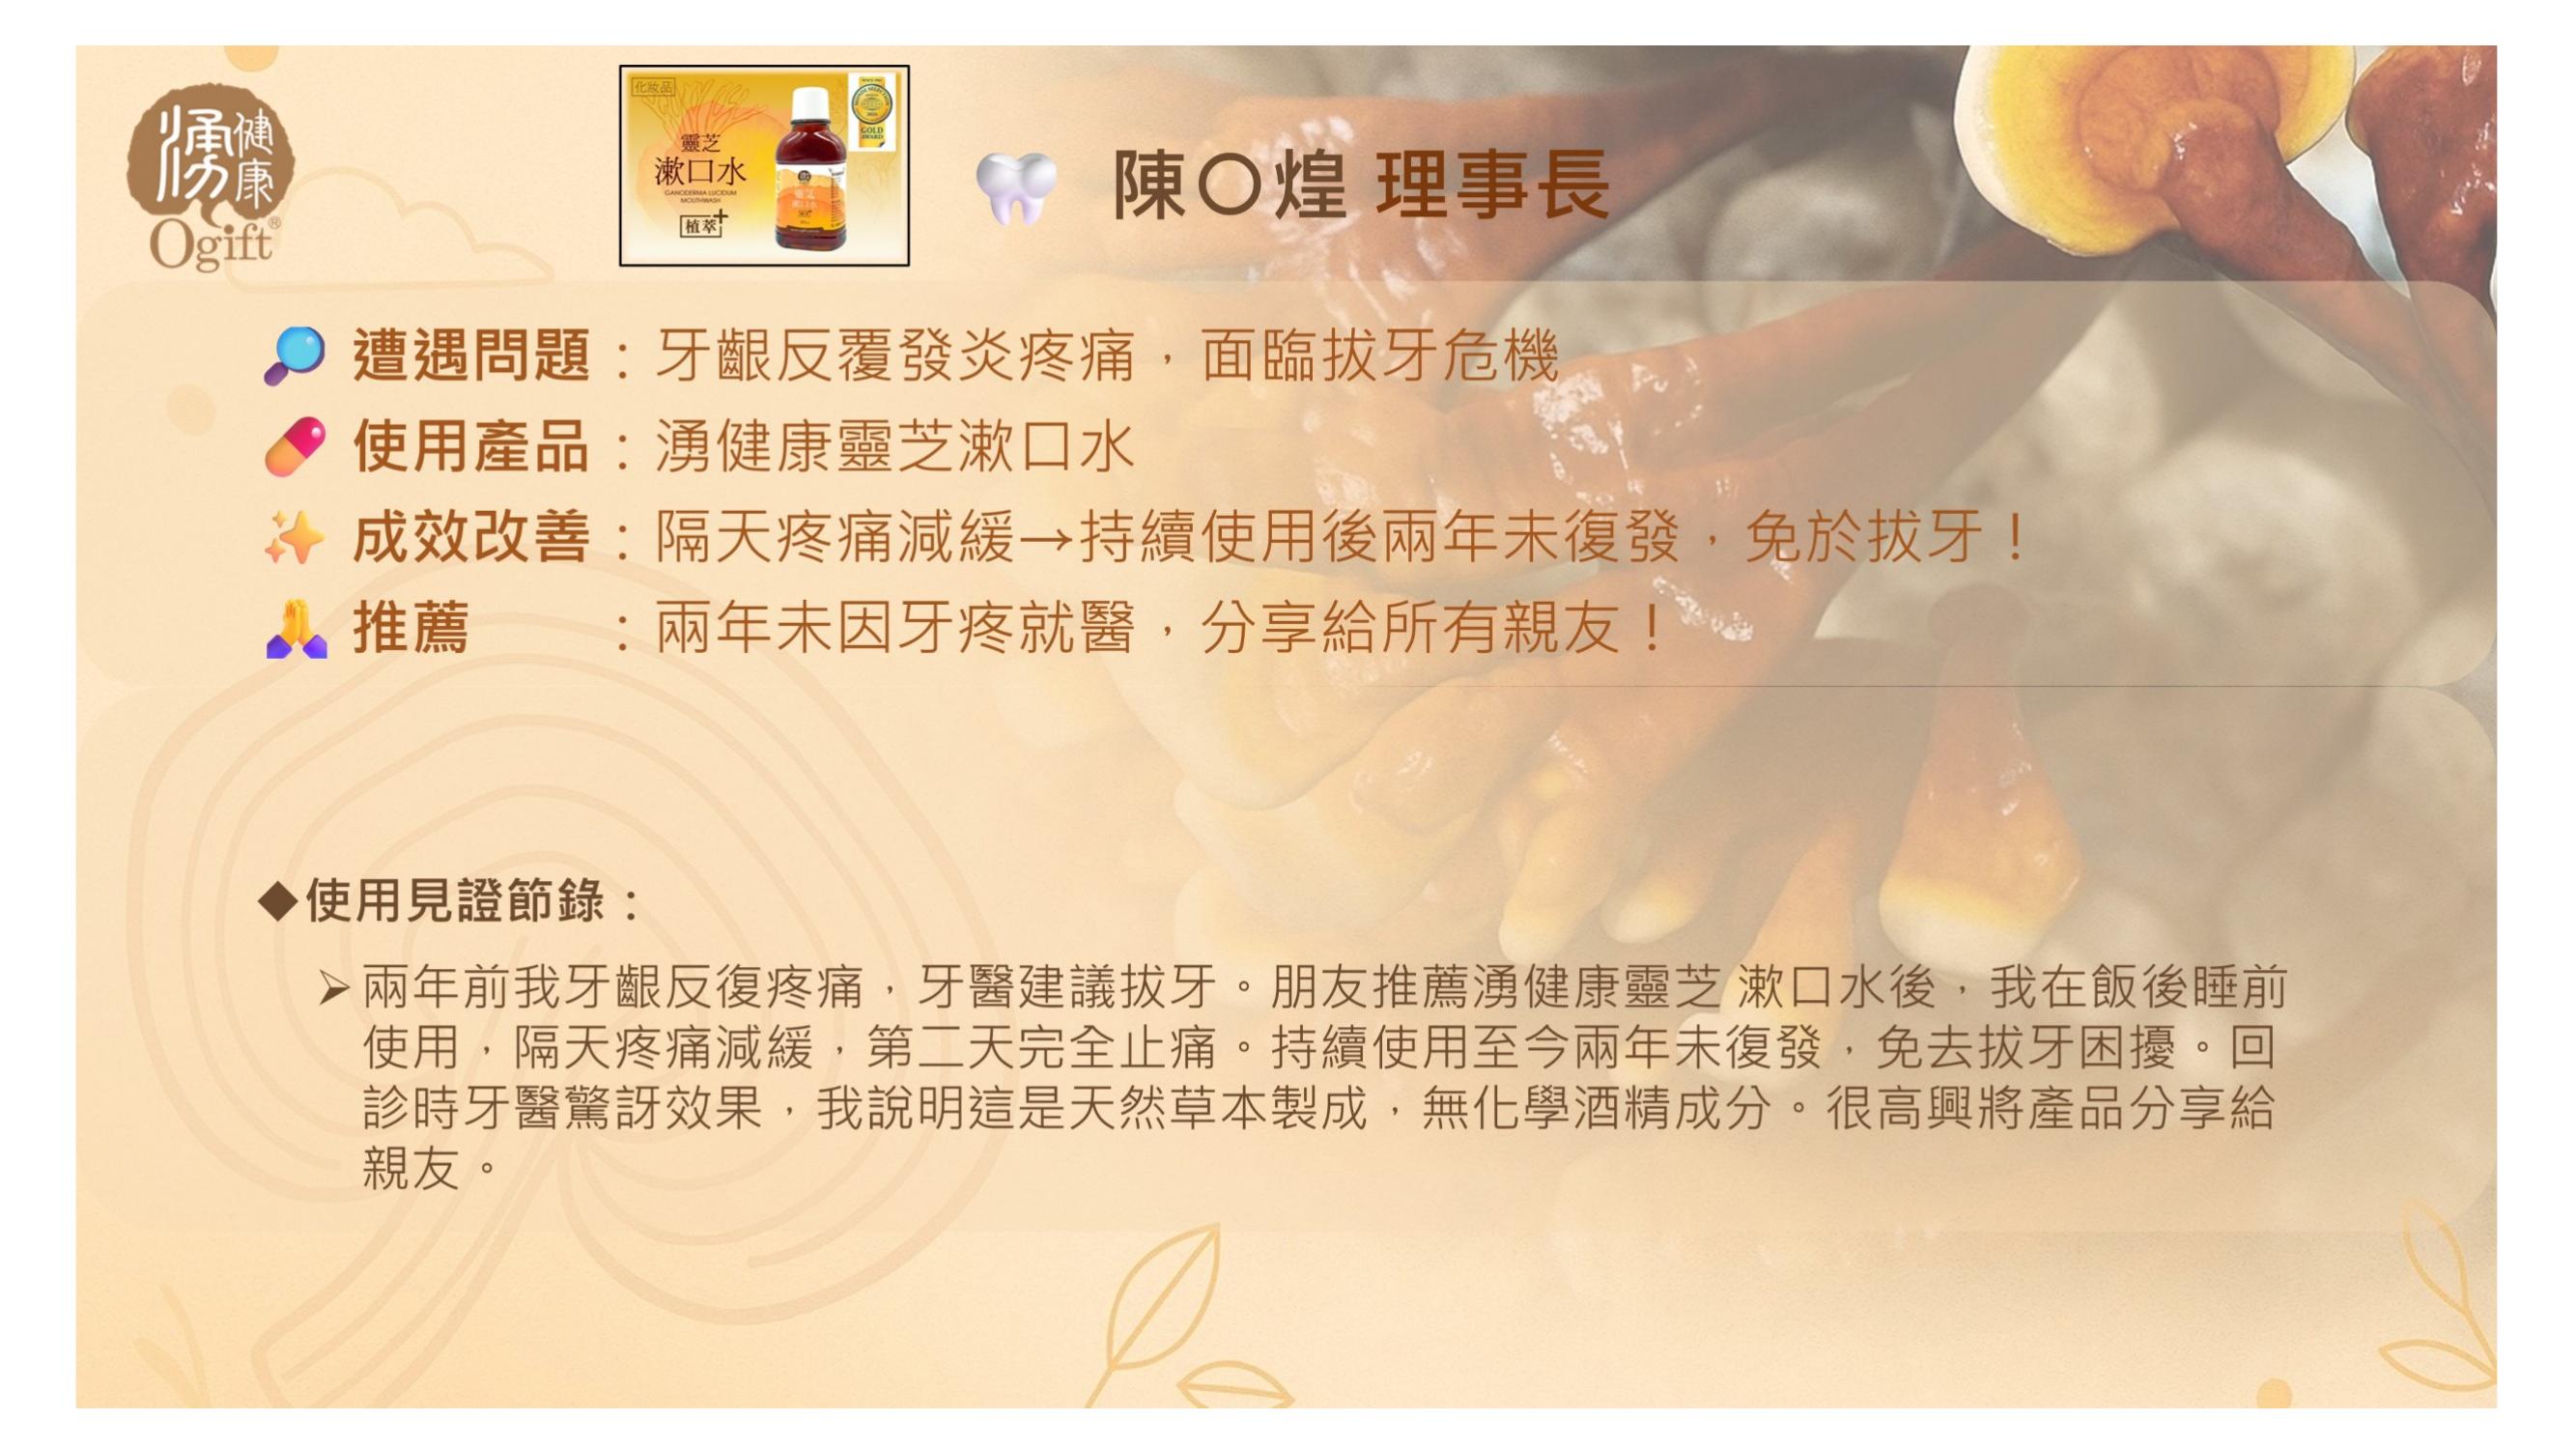 湧健康
Ogift®
化妝品
靈芝
漱口水
GANODERMA LUCIDUM
MOUTHWASH
植萃+
GOLD
AWARD
陳〇煌 理事長
遭遇問題：牙齦反覆發炎疼痛，面臨拔牙危機
使用產品：湧健康靈芝漱口水
成效改善：隔天疼痛減緩→持續使用後兩年未復發，免於拔牙！
推薦　　：兩年未因牙疼就醫，分享給所有親友！
◆使用見證節錄：
➢兩年前我牙齦反復疼痛，牙醫建議拔牙。朋友推薦湧健康靈芝 漱口水後，我在飯後睡前
使用，隔天疼痛減緩，第二天完全止痛。持續使用至今兩年未復發，免去拔牙困擾。回
診時牙醫驚訝效果，我說明這是天然草本製成，無化學酒精成分。很高興將產品分享給
親友。